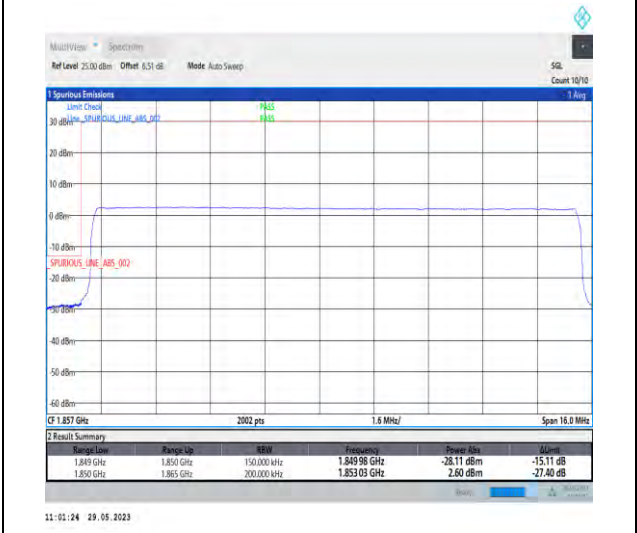 MultiView Spectrum
Ref Level 25.00 dBm Offset 6.51 dB Mode Auto Sweep SGL
Count 10/10
1 Spurious Emissions 1 Avg
Limit Check PASS
Line _SPURIOUS_LINE_ABS_002 PASS
30 dBm
20 dBm
10 dBm
0 dBm
-10 dBm
_SPURIOUS_LINE_ABS_002
-20 dBm
-30 dBm
-40 dBm
-50 dBm
-60 dBm
CF 1.857 GHz 2002 pts 1.6 MHz/ Span 16.0 MHz
2 Result Summary
Range Low Range Up RBW Frequency Power Abs ΔLimit
1.849 GHz 1.850 GHz 150.000 kHz 1.849 98 GHz -28.11 dBm -15.11 dB
1.850 GHz 1.865 GHz 200.000 kHz 1.853 03 GHz 2.60 dBm -27.40 dB
11:01:24 29.05.2023